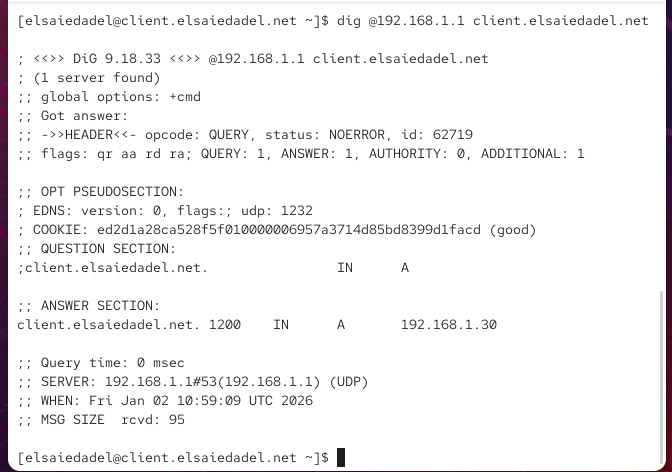 [elsaiedadel@client.elsaiedadel.net ~]$ dig @192.168.1.1 client.elsaiedadel.net
; <<>> DiG 9.18.33 <<>> @192.168.1.1 client.elsaiedadel.net
; (1 server found)
;; global options: +cmd
;; Got answer:
;; ->>HEADER<<- opcode: QUERY, status: NOERROR, id: 62719
;; flags: qr aa rd ra; QUERY: 1, ANSWER: 1, AUTHORITY: 0, ADDITIONAL: 1
;; OPT PSEUDOSECTION:
; EDNS: version: 0, flags:; udp: 1232
; COOKIE: ed2d1a28ca528f5f010000006957a3714d85bd8399d1facd (good)
;; QUESTION SECTION:
;client.elsaiedadel.net. IN A
;; ANSWER SECTION:
client.elsaiedadel.net. 1200 IN A 192.168.1.30
;; Query time: 0 msec
;; SERVER: 192.168.1.1#53(192.168.1.1) (UDP)
;; WHEN: Fri Jan 02 10:59:09 UTC 2026
;; MSG SIZE rcvd: 95
[elsaiedadel@client.elsaiedadel.net ~]$